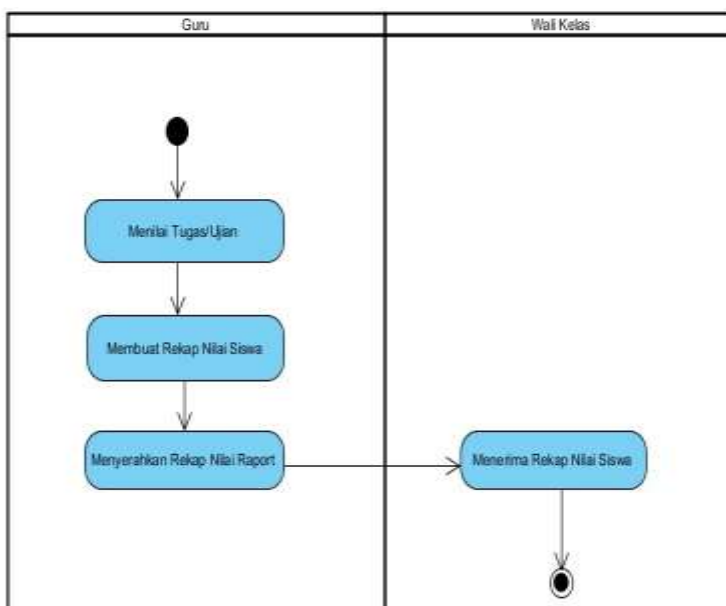 Guru
Wali Kelas
Menilai Tugas/Ujian
Membuat Rekap Nilai Siswa
Menyerahkan Rekap Nilai Raport
Menerima Rekap Nilai Siswa